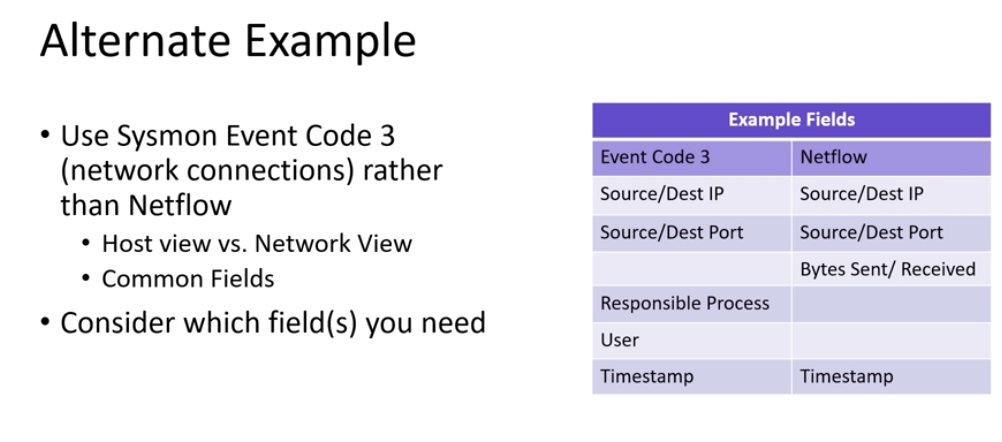 Alternate Example
• Use Sysmon Event Code 3
(network connections) rather
than Netflow
• Host view vs. Network View
• Common Fields
• Consider which field(s) you need
Example Fields
Event Code 3 Netflow
Source/Dest IP Source/Dest IP
Source/Dest Port Source/Dest Port
Bytes Sent/ Received
Responsible Process
User
Timestamp Timestamp